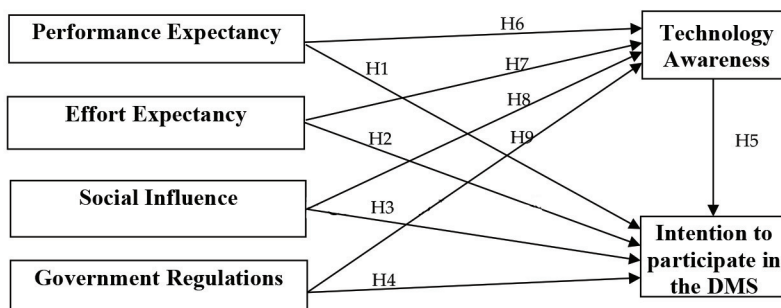 Performance Expectancy
H6
Technology
Awareness
H1
H7
H8
Effort Expectancy
H2
H9
H5
Social Influence
H3
Intention to
participate in
the DMS
Government Regulations
H4